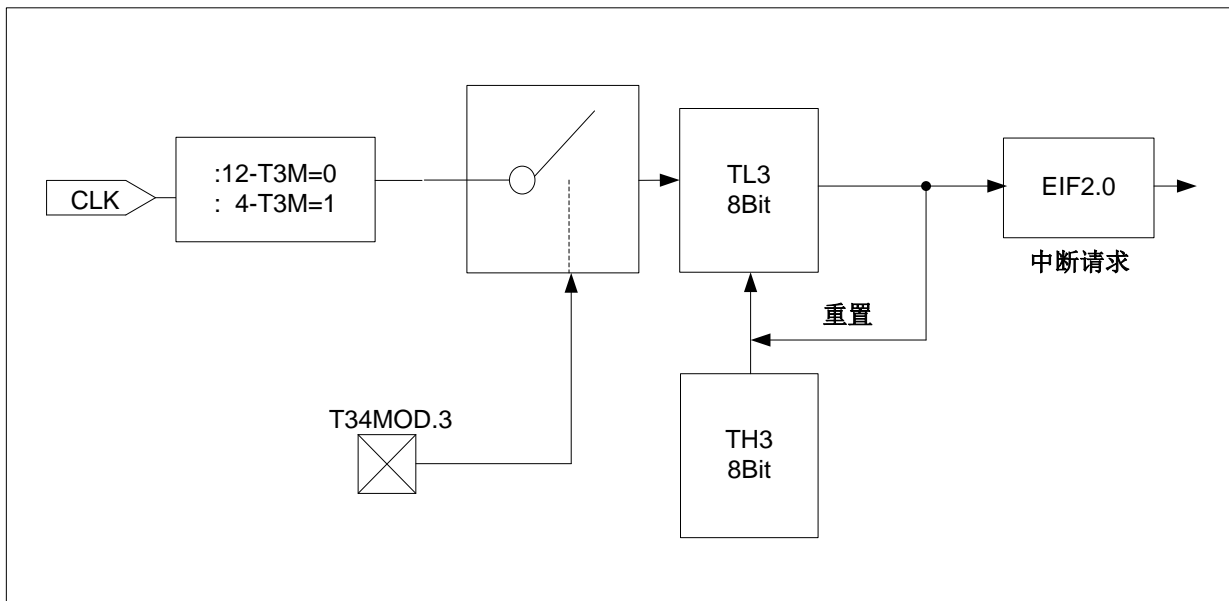 CLK
:12-T3M=0
: 4-T3M=1
TL3
8Bit
EIF2.0
中断请求
重置
T34MOD.3
TH3
8Bit